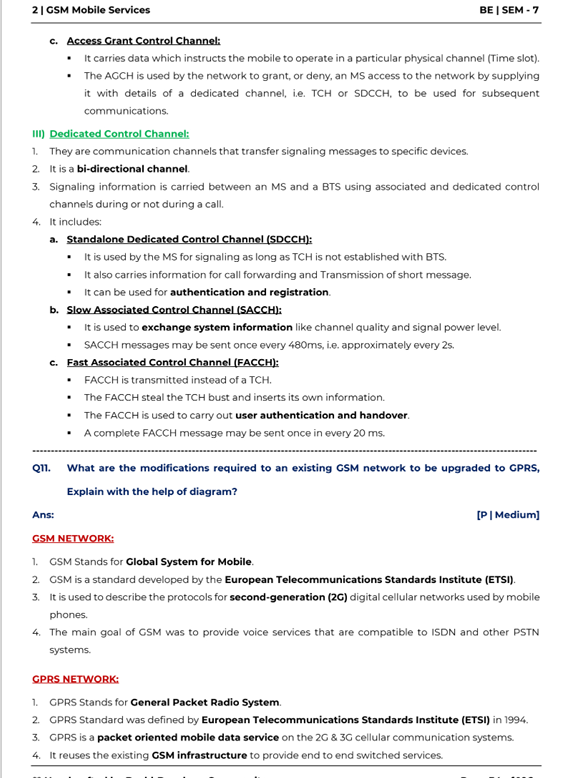 2 | GSM Mobile Services BE | SEM - 7
c. Access Grant Control Channel:
▪ It carries data which instructs the mobile to operate in a particular physical channel (Time slot).
▪ The AGCH is used by the network to grant, or deny, an MS access to the network by supplying
it with details of a dedicated channel, i.e. TCH or SDCCH, to be used for subsequent
communications.
III) Dedicated Control Channel:
1. They are communication channels that transfer signaling messages to specific devices.
2. It is a bi-directional channel.
3. Signaling information is carried between an MS and a BTS using associated and dedicated control
channels during or not during a call.
4. It includes:
a. Standalone Dedicated Control Channel (SDCCH):
▪ It is used by the MS for signaling as long as TCH is not established with BTS.
▪ It also carries information for call forwarding and Transmission of short message.
▪ It can be used for authentication and registration.
b. Slow Associated Control Channel (SACCH):
▪ It is used to exchange system information like channel quality and signal power level.
▪ SACCH messages may be sent once every 480ms, i.e. approximately every 2s.
c. Fast Associated Control Channel (FACCH):
▪ FACCH is transmitted instead of a TCH.
▪ The FACCH steal the TCH bust and inserts its own information.
▪ The FACCH is used to carry out user authentication and handover.
▪ A complete FACCH message may be sent once in every 20 ms.
Q11. What are the modifications required to an existing GSM network to be upgraded to GPRS,
Explain with the help of diagram?
Ans: [P | Medium]
GSM NETWORK:
1. GSM Stands for Global System for Mobile.
2. GSM is a standard developed by the European Telecommunications Standards Institute (ETSI).
3. It is used to describe the protocols for second-generation (2G) digital cellular networks used by mobile
phones.
4. The main goal of GSM was to provide voice services that are compatible to ISDN and other PSTN
systems.
GPRS NETWORK:
1. GPRS Stands for General Packet Radio System.
2. GPRS Standard was defined by European Telecommunications Standards Institute (ETSI) in 1994.
3. GPRS is a packet oriented mobile data service on the 2G & 3G cellular communication systems.
4. It reuses the existing GSM infrastructure to provide end to end switched services.